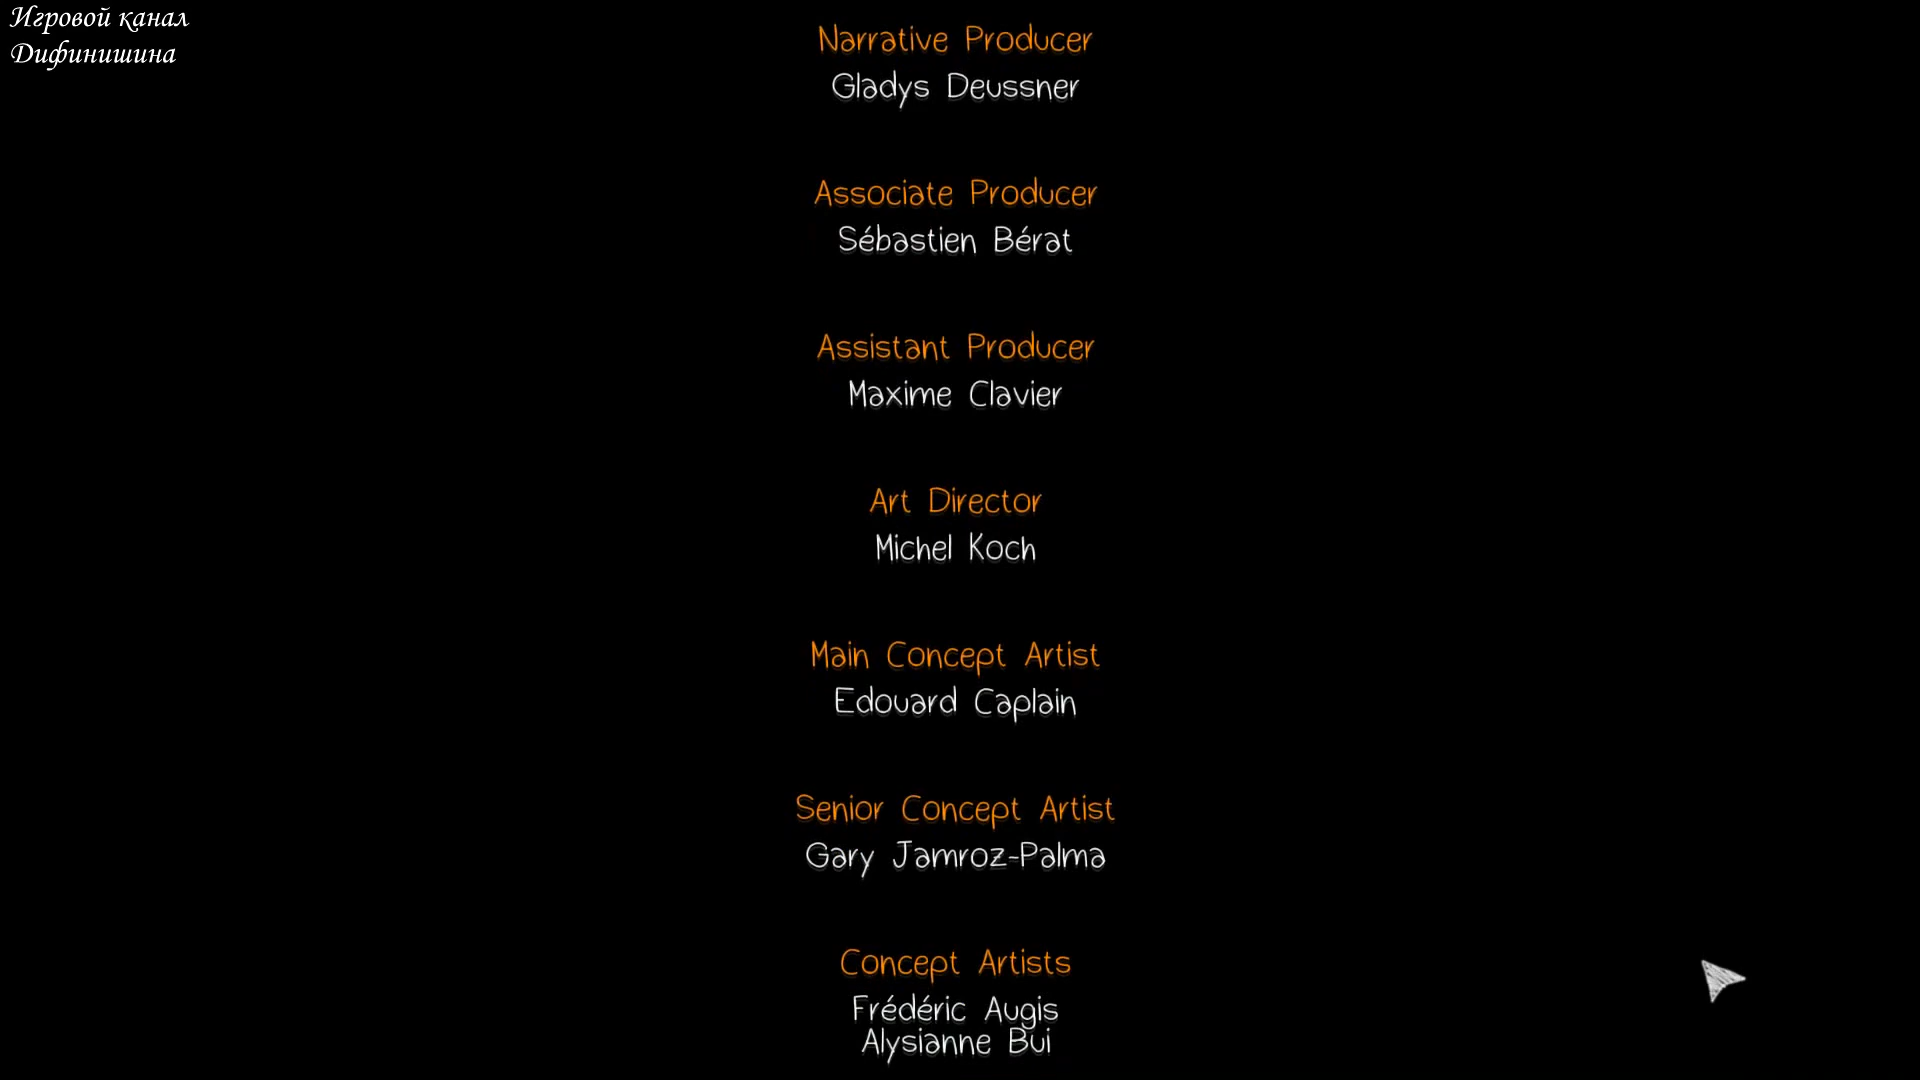 Игровой канал
Дифинишина
Narrative Producer
Gladys Deussner
Associate Producer
Sébastien Bérat
Assistant Producer
Maxime Clavier
Art Director
Michel Koch
Main Concept Artist
Edouard Caplain
Senior Concept Artist
Gary Jamroz-Palma
Concept Artists
Frédéric Augis
Alysianne Bui